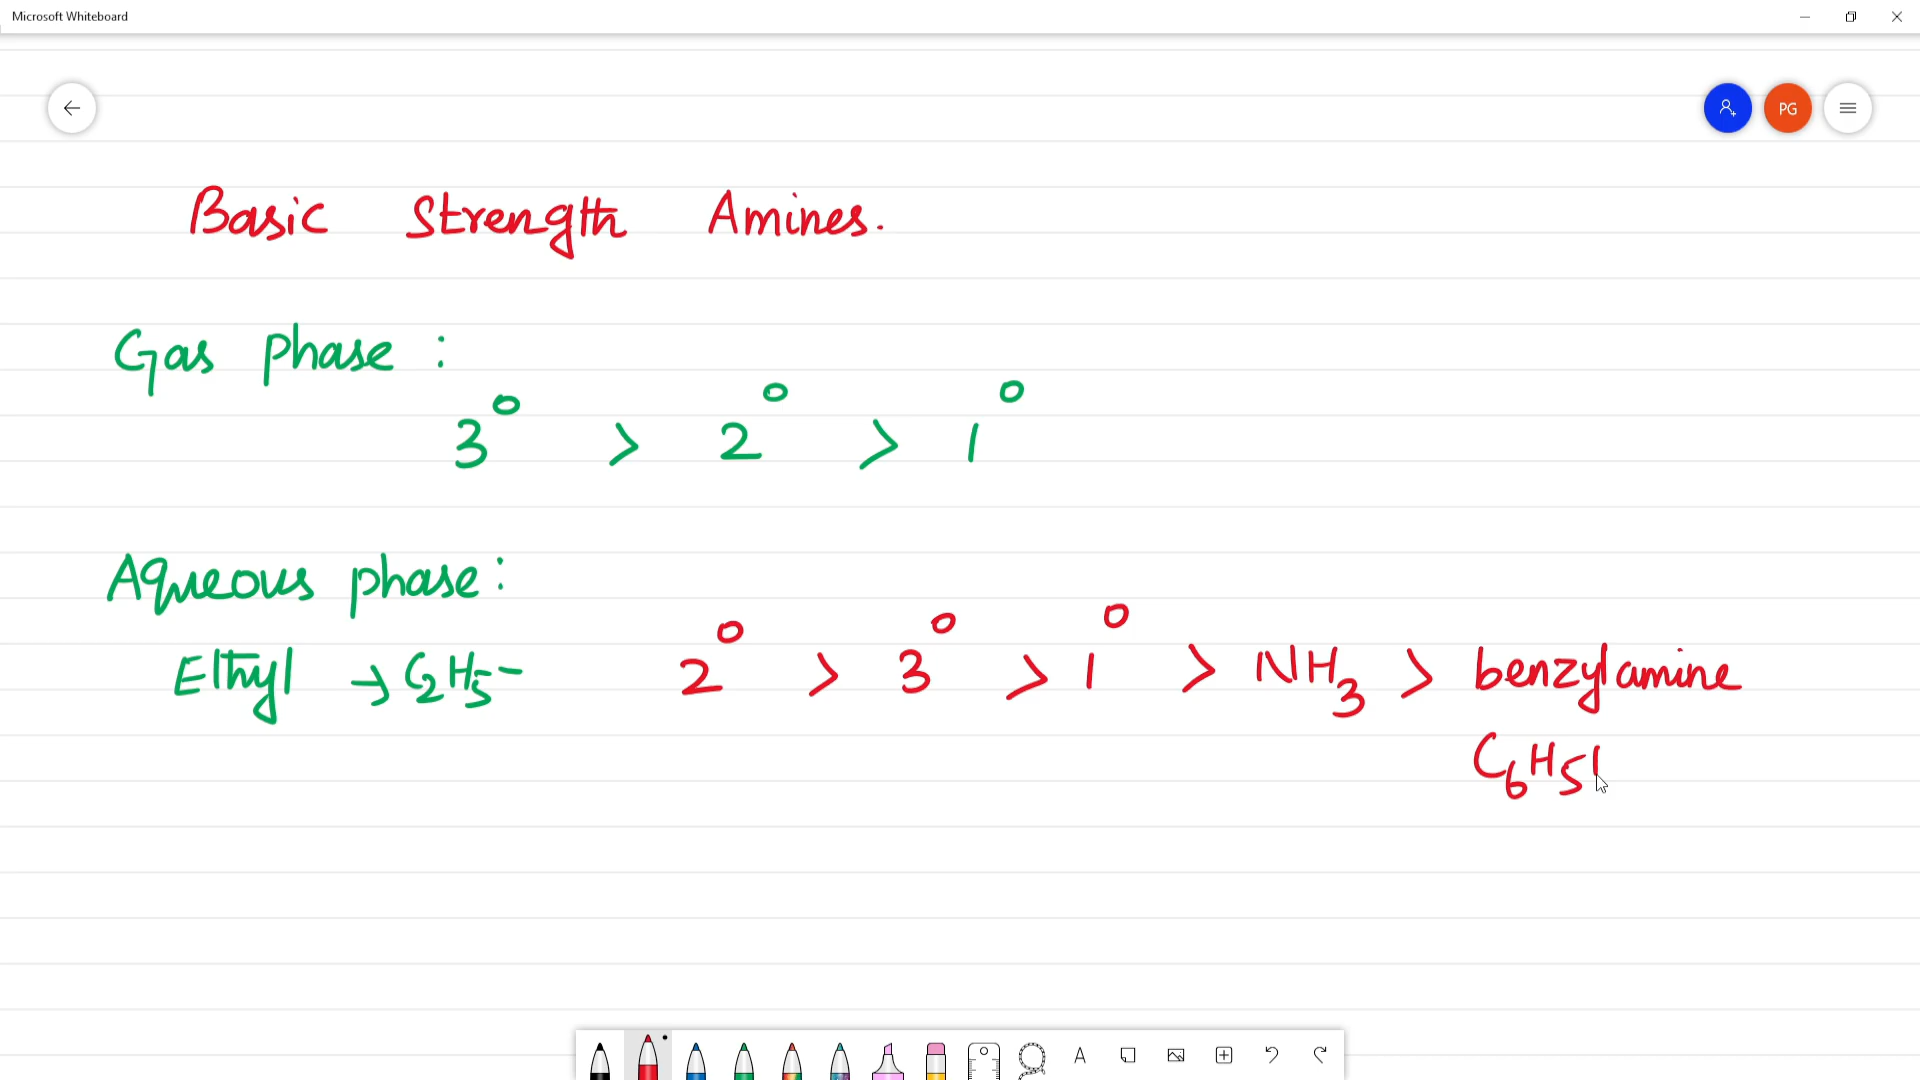 Microsoft Whiteboard
PG
Basic Strength Amines.
Gas phase :
3° > 2° > 1°
Aqueous phase :
Ethyl → C₂H₅- 2° > 3° > 1° > NH₃ > benzylamine
C₆H₅
A